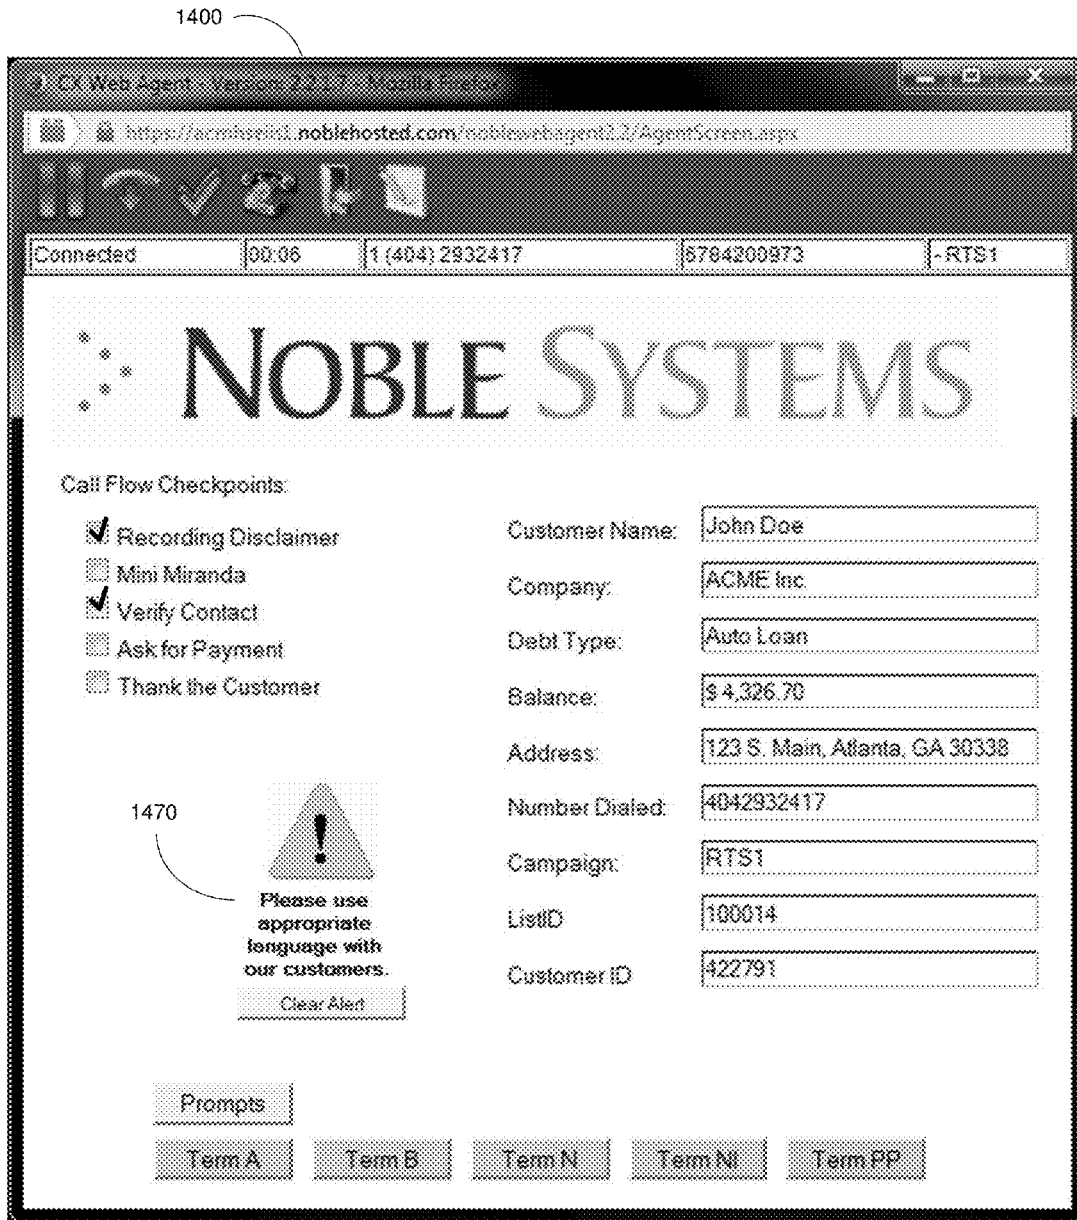 1400
CX Web Agent - Version: 2.2.1.7 - Mozilla Firefox
https://acmhseiis1.noblehosted.com/noblewebagent2.2/AgentScreen.aspx
Connected 00:06 1 (404) 2932417 6784200973 - RTS1
NOBLE SYSTEMS
Call Flow Checkpoints:
Recording Disclaimer
Mini Miranda
Verify Contact
Ask for Payment
Thank the Customer
Customer Name: John Doe
Company: ACME Inc
Debt Type: Auto Loan
Balance: $ 4,326.70
Address: 123 S. Main, Atlanta, GA 30338
Number Dialed: 4042932417
Campaign: RTS1
ListID 100014
Customer ID 422791
1470
!
Please use
appropriate
language with
our customers.
Clear Alert
Prompts
Term A Term B Term N Term NI Term PP